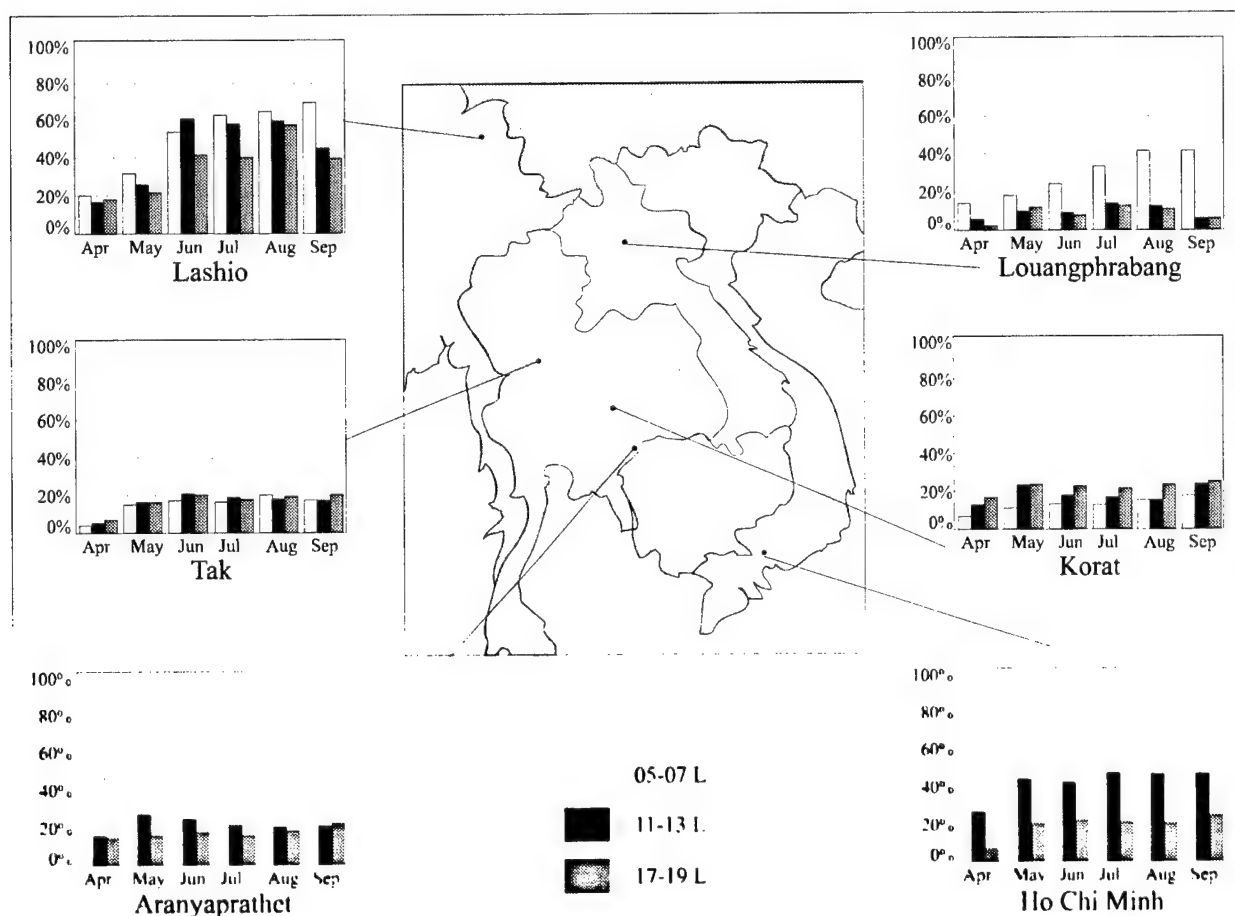 100%
80%
60%
40%
20%
0%
Apr May Jun Jul Aug Sep
Lashio
100%
80%
60%
40%
20%
0%
Apr May Jun Jul Aug Sep
Louangphrabang
100%
80%
60%
40%
20%
0%
Apr May Jun Jul Aug Sep
Tak
100%
80%
60%
40%
20%
0%
Apr May Jun Jul Aug Sep
Korat
100%
80%
60%
40%
20%
0%
Apr May Jun Jul Aug Sep
Aranyaprathet
05-07 L
11-13 L
17-19 L
100%
80%
60%
40%
20%
0%
Apr May Jun Jul Aug Sep
Ho Chi Minh